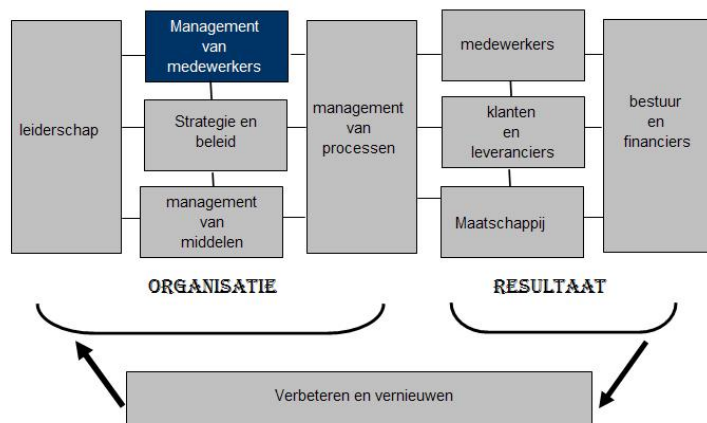 leiderschap
Management
van
medewerkers
Strategie en
beleid
management
van
middelen
management
van
processen
medewerkers
klanten
en
leveranciers
Maatschappij
bestuur
en
financiers
ORGANISATIE
RESULTAAT
Verbeteren en vernieuwen